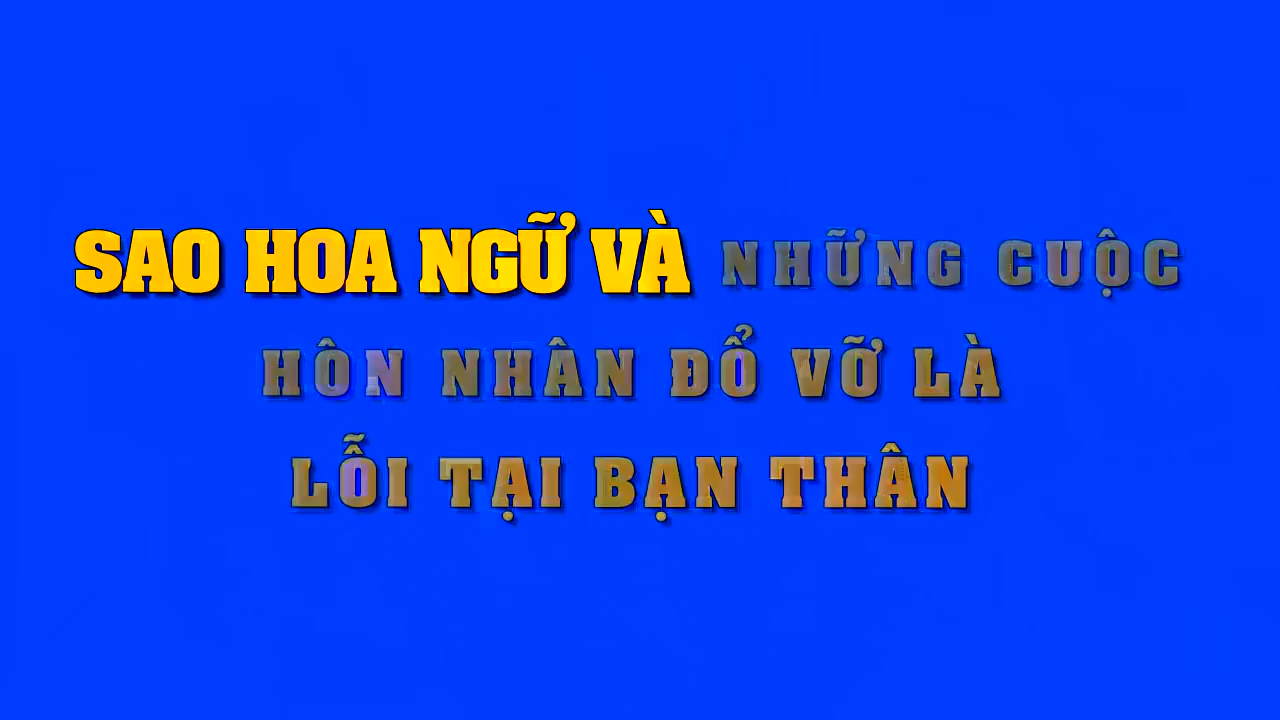 SAO HOA NGỮ VÀ NHỮNG CUỘC
HÔN NHÂN ĐỔ VỠ LÀ
LỖI TẠI BẠN THÂN